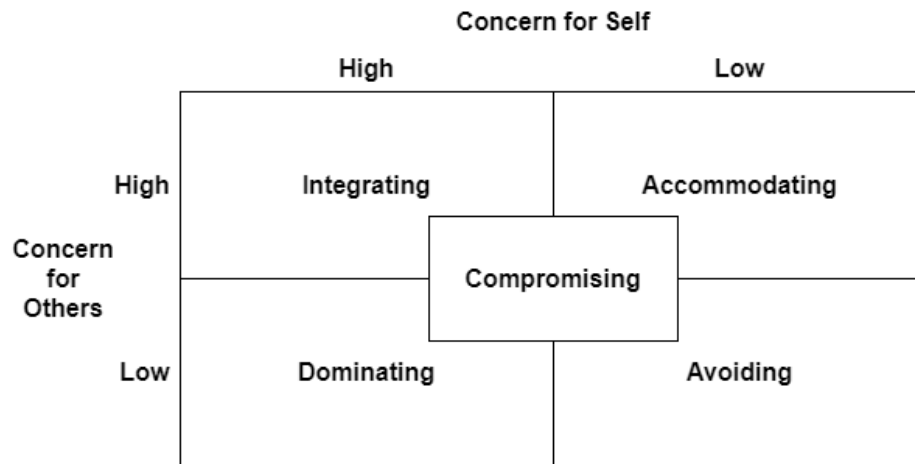 Concern for Self
High Low
High Integrating Accommodating
Concern
for
Others
Compromising
Low Dominating Avoiding